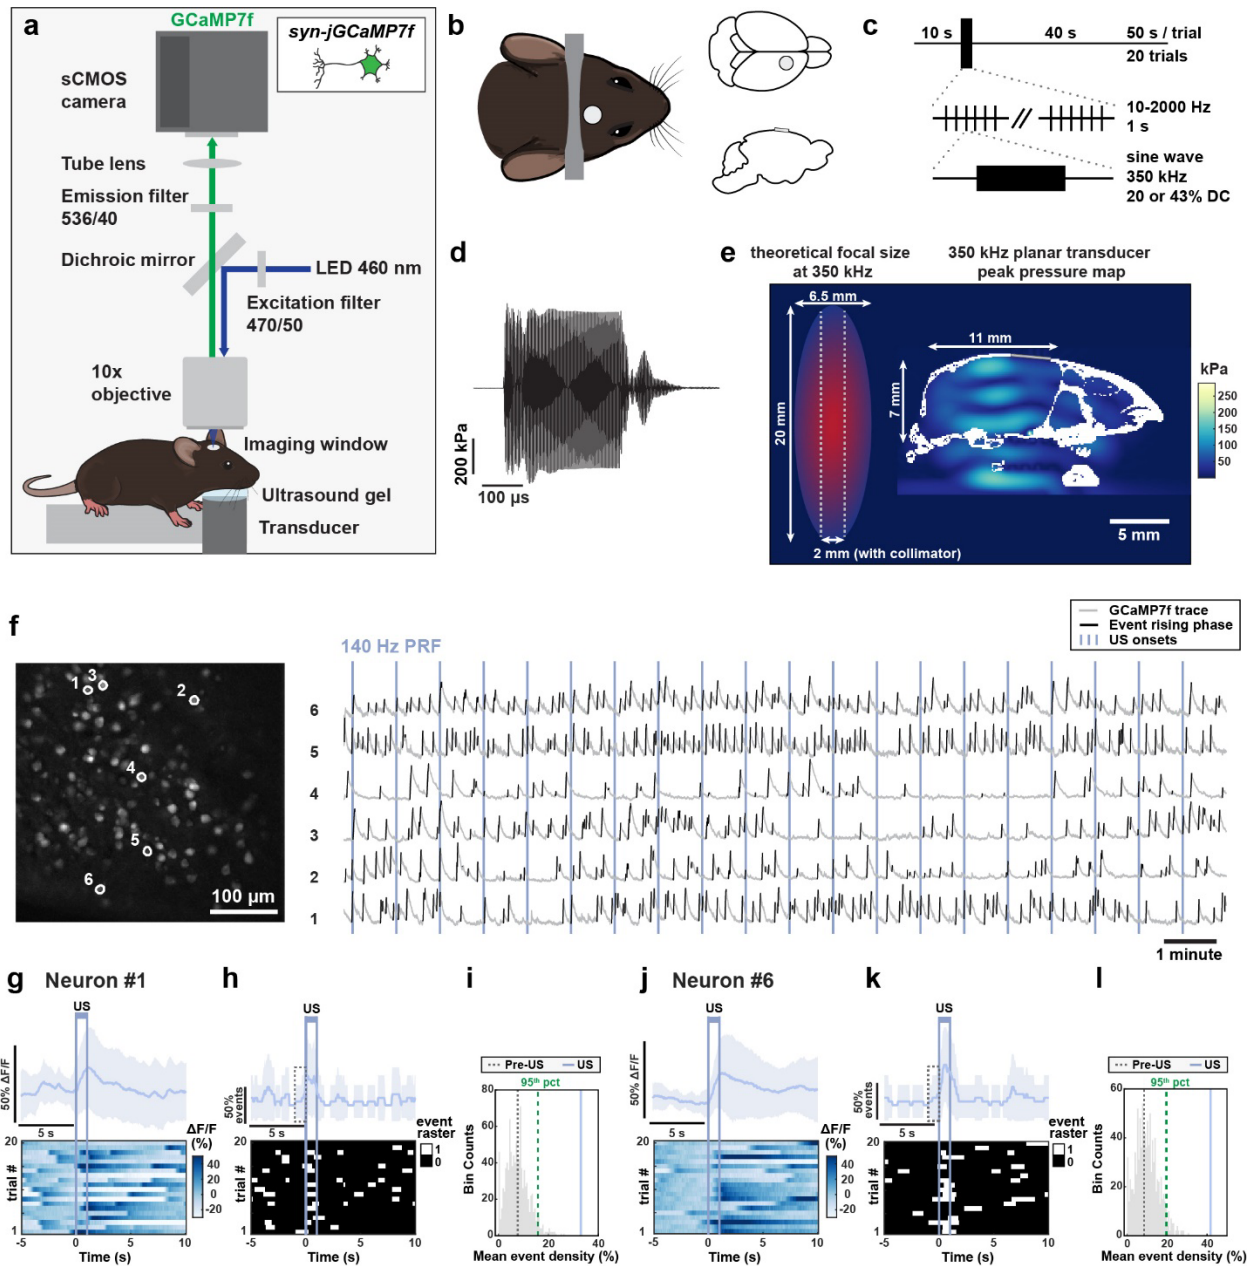 a
GCaMP7f
syn-jGCaMP7f
sCMOS
camera
Tube lens
Emission filter
536/40
Dichroic mirror
LED 460 nm
Excitation filter
470/50
10x
objective
Imaging window
Ultrasound gel
Transducer
b
c
10 s
40 s
50 s / trial
20 trials
10-2000 Hz
1 s
sine wave
350 kHz
20 or 43% DC
d
200 kPa
100 µs
e
theoretical focal size
at 350 kHz
350 kHz planar transducer
peak pressure map
6.5 mm
20 mm
2 mm (with collimator)
11 mm
7 mm
5 mm
kPa
250
200
150
100
50
f
1
3
2
4
5
6
100 µm
140 Hz PRF
GCaMP7f trace
Event rising phase
US onsets
6
5
4
3
2
1
1 minute
g
Neuron #1
US
50% ΔF/F
5 s
20
trial #
1
-5
0
5
10
Time (s)
ΔF/F
(%)
40
20
0
-20
h
US
50%
events
5 s
20
trial #
1
-5
0
5
10
Time (s)
event
raster
1
0
i
Pre-US
US
95th pct
80
60
40
20
0
Bin Counts
0
20
40
Mean event density (%)
j
Neuron #6
US
50% ΔF/F
5 s
20
trial #
1
-5
0
5
10
Time (s)
ΔF/F
(%)
40
20
0
-20
k
US
50%
events
5 s
20
trial #
1
-5
0
5
10
Time (s)
event
raster
1
0
l
Pre-US
US
95th pct
60
40
20
0
Bin Counts
0
20
40
Mean event density (%)